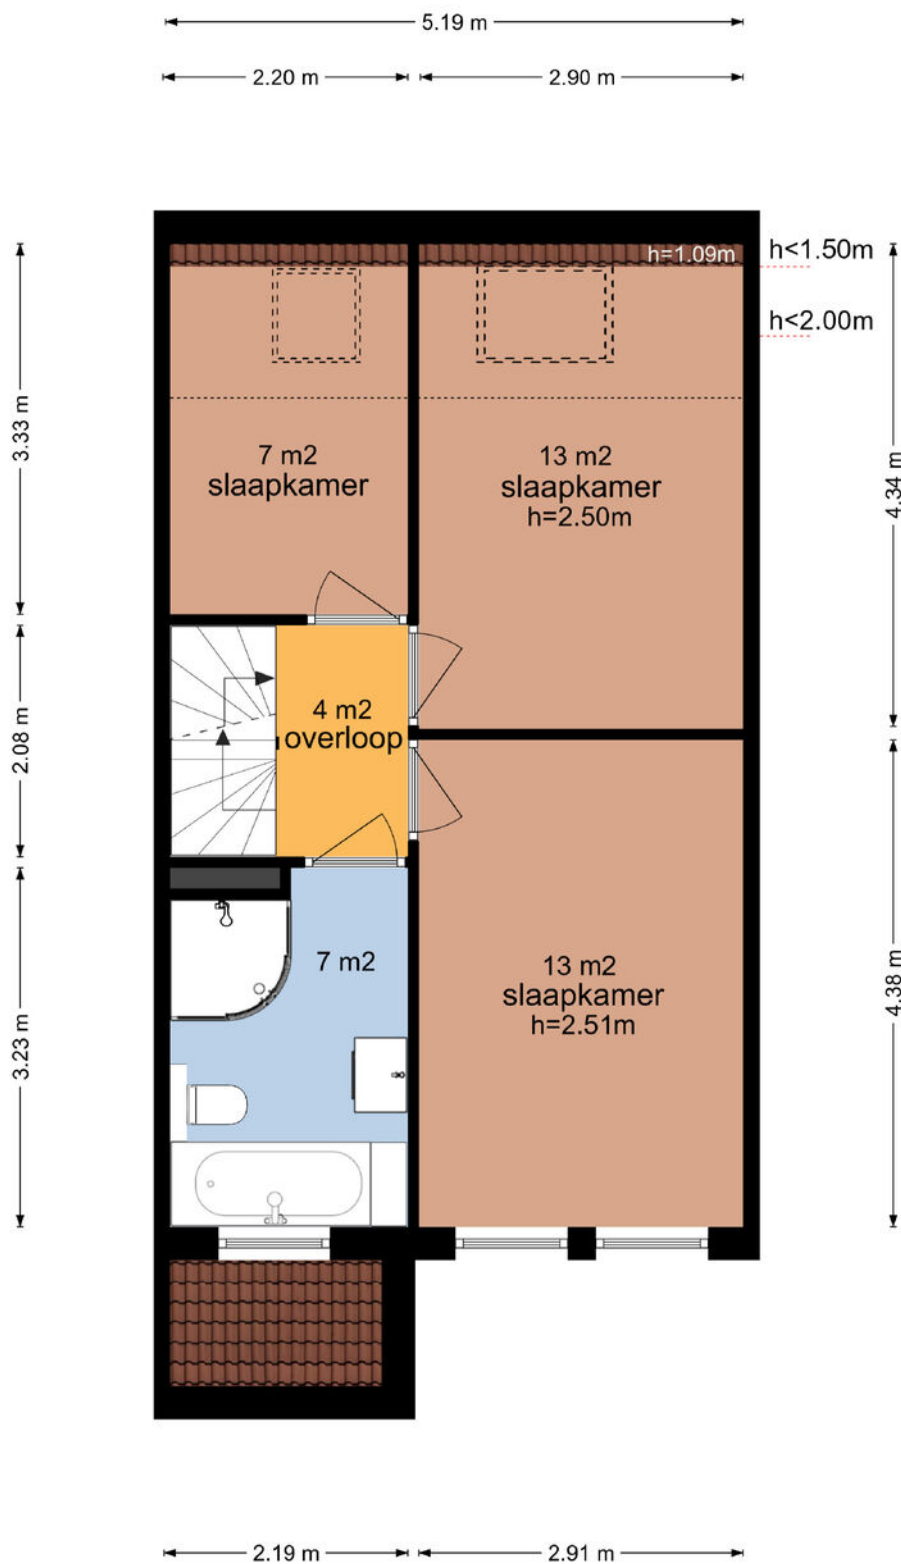 5.19 m
2.20 m
2.90 m
h=1.09m
h<1.50m
h<2.00m
3.33 m
7 m2
slaapkamer
13 m2
slaapkamer
h=2.50m
4.34 m
2.08 m
4 m2
overloop
3.23 m
7 m2
13 m2
slaapkamer
h=2.51m
4.38 m
2.19 m
2.91 m